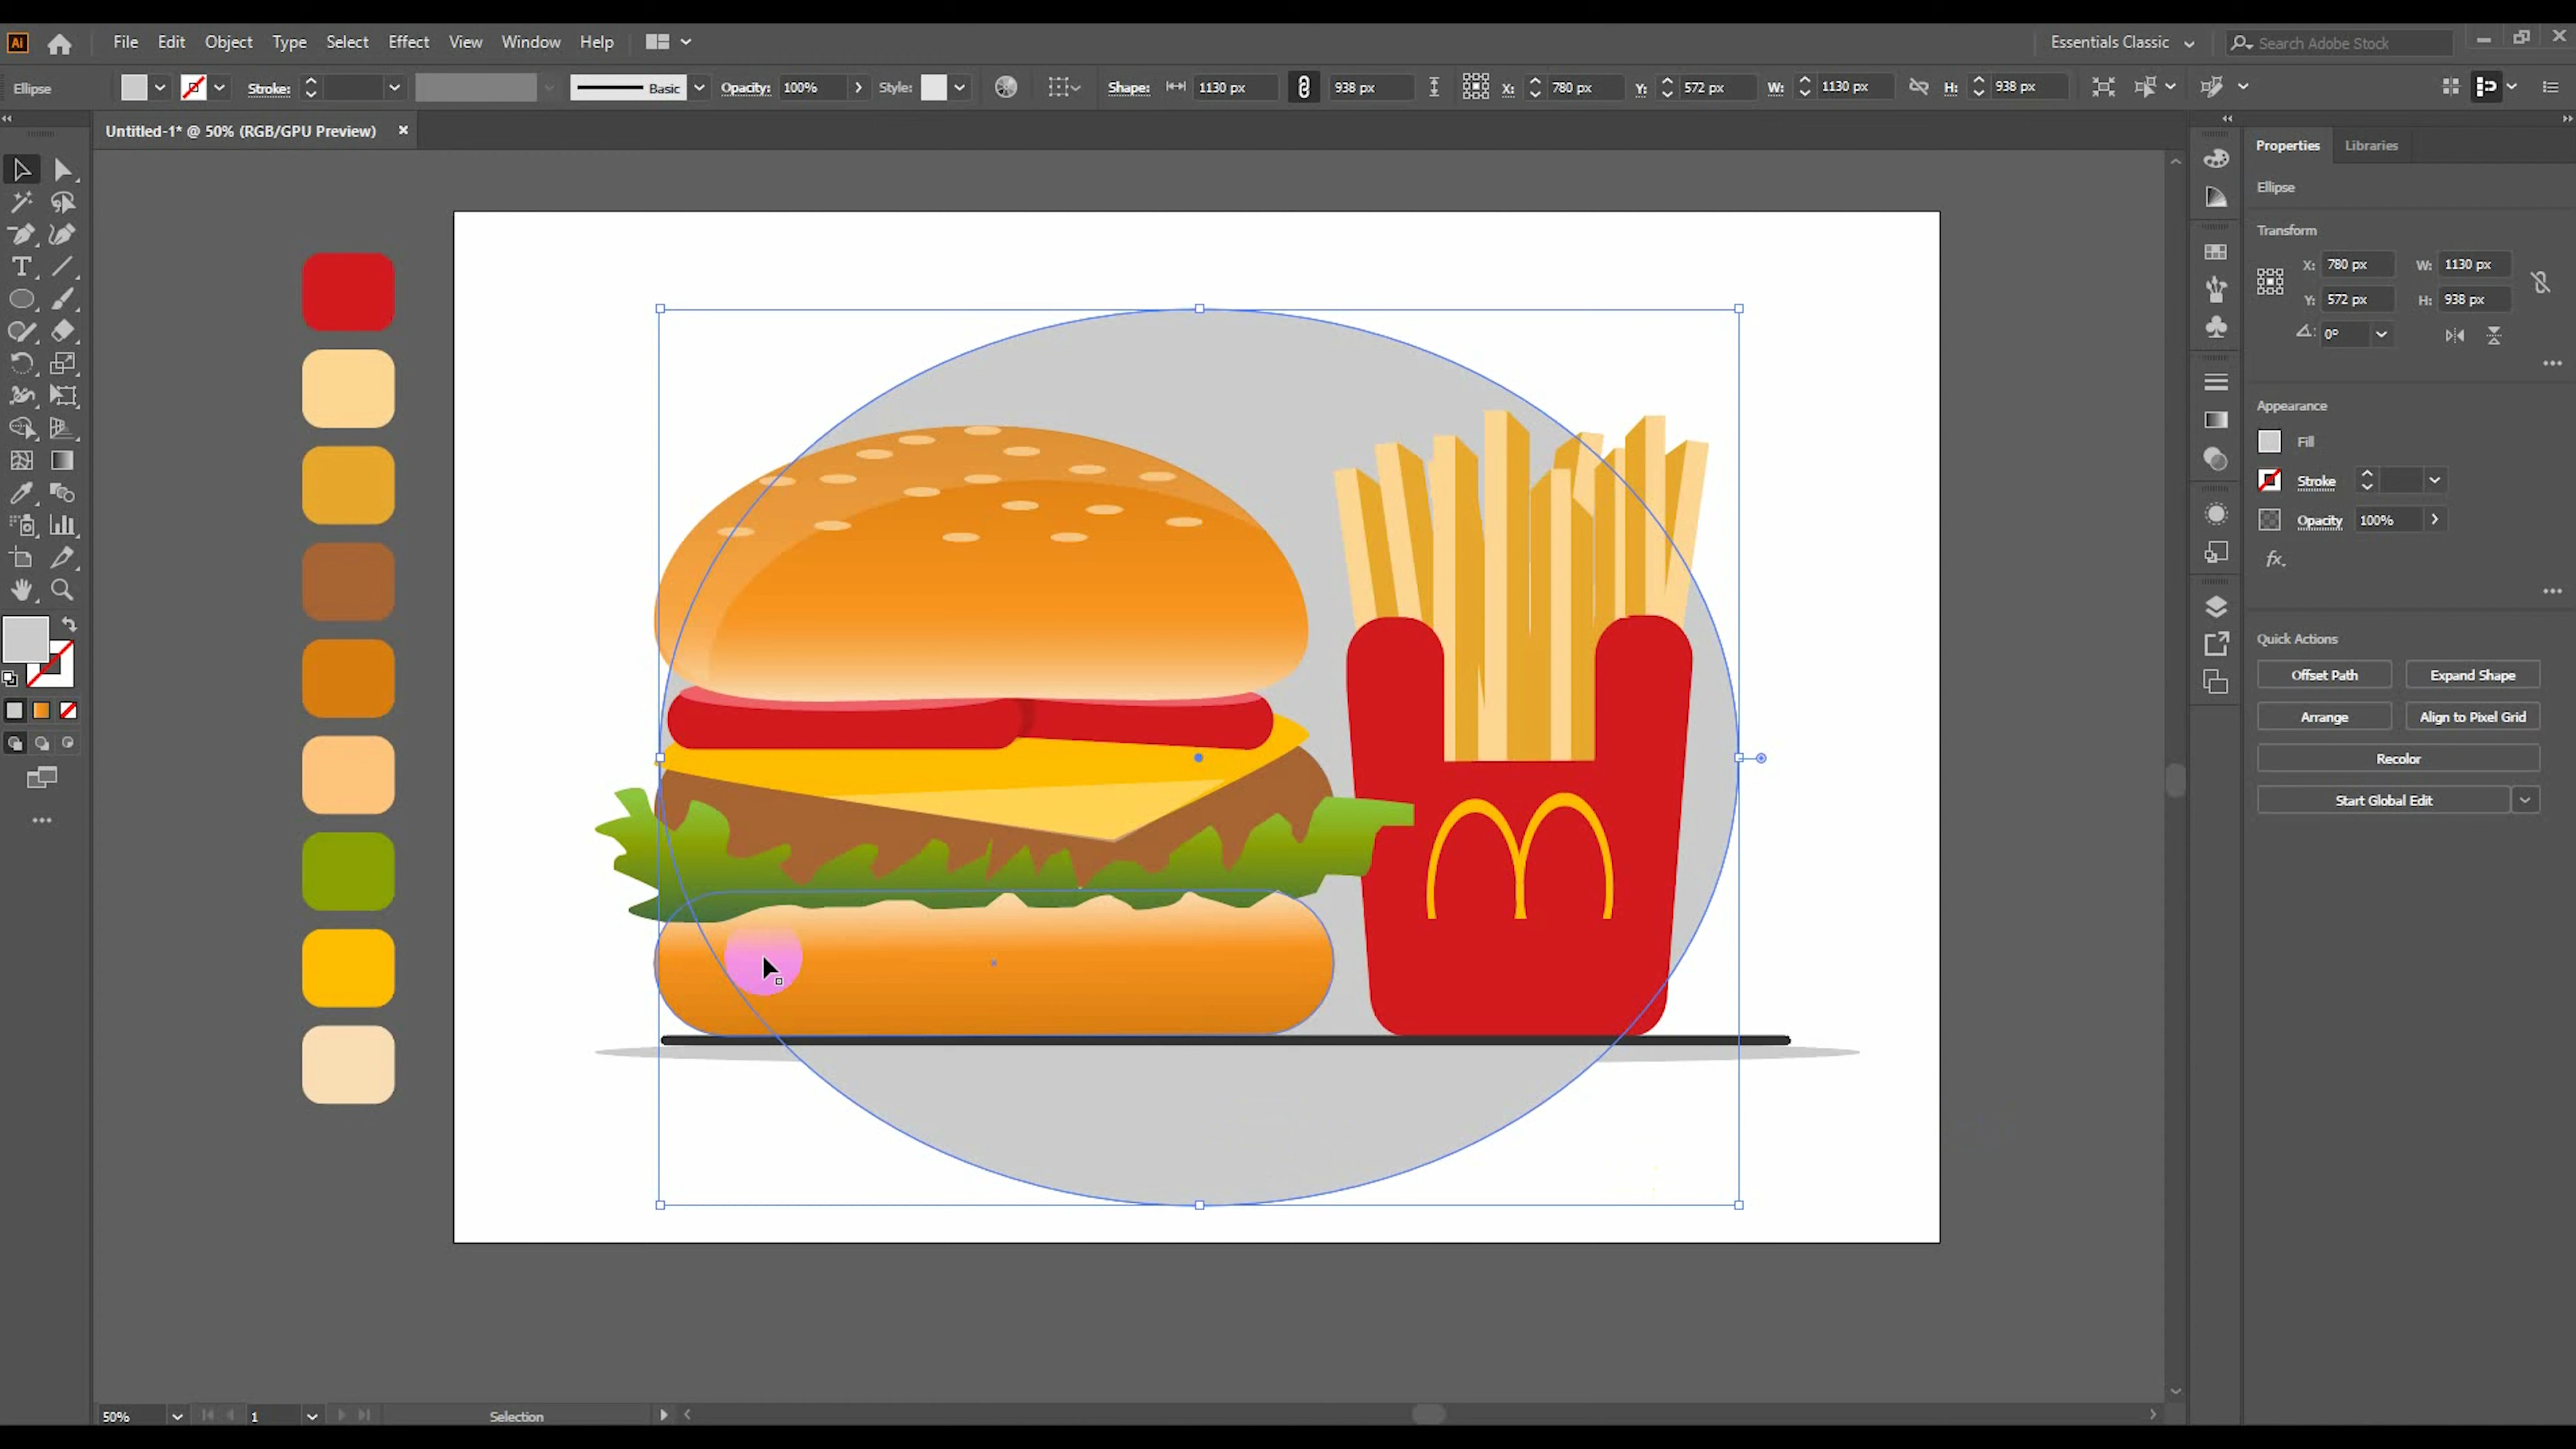 Ai File Edit Object Type Select Effect View Window Help Essentials Classic Search Adobe Stock
Ellipse Stroke: Basic Opacity: 100% Style: Shape: 1130 px 938 px X: 780 px Y: 572 px W: 1130 px H: 938 px
Untitled-1* @ 50% (RGB/GPU Preview)
Properties Libraries
Ellipse
Transform
X: 780 px W: 1130 px
Y: 572 px H: 938 px
0°
Appearance
Fill
Stroke
Opacity 100%
fx.
Quick Actions
Offset Path Expand Shape
Arrange Align to Pixel Grid
Recolor
Start Global Edit
50% 1 Selection